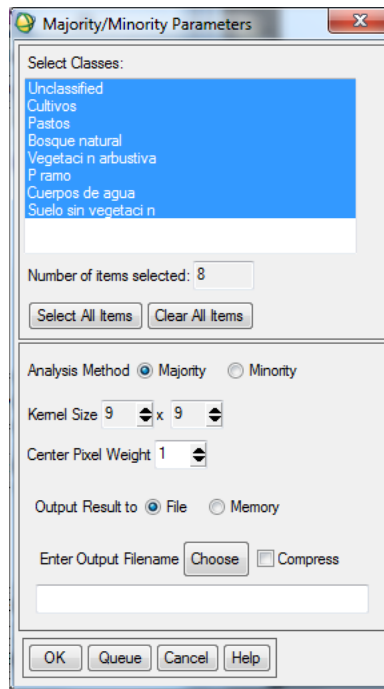 Majority/Minority Parameters
Select Classes:
Unclassified
Cultivos
Pastos
Bosque natural
Vegetaci n arbustiva
P ramo
Cuerpos de agua
Suelo sin vegetaci n
Number of items selected: 8
Select All Items Clear All Items
Analysis Method Majority Minority
Kernel Size 9 x 9
Center Pixel Weight 1
Output Result to File Memory
Enter Output Filename Choose Compress
OK Queue Cancel Help